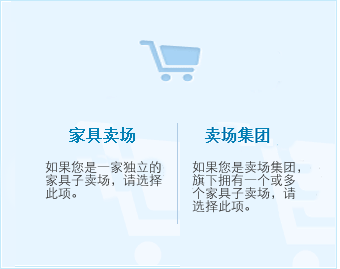 家具卖场
如果您是一家独立的
家具子卖场，请选择
此项。
卖场集团
如果您是卖场集团，
旗下拥有一个或多
个家具子卖场，请
选择此项。